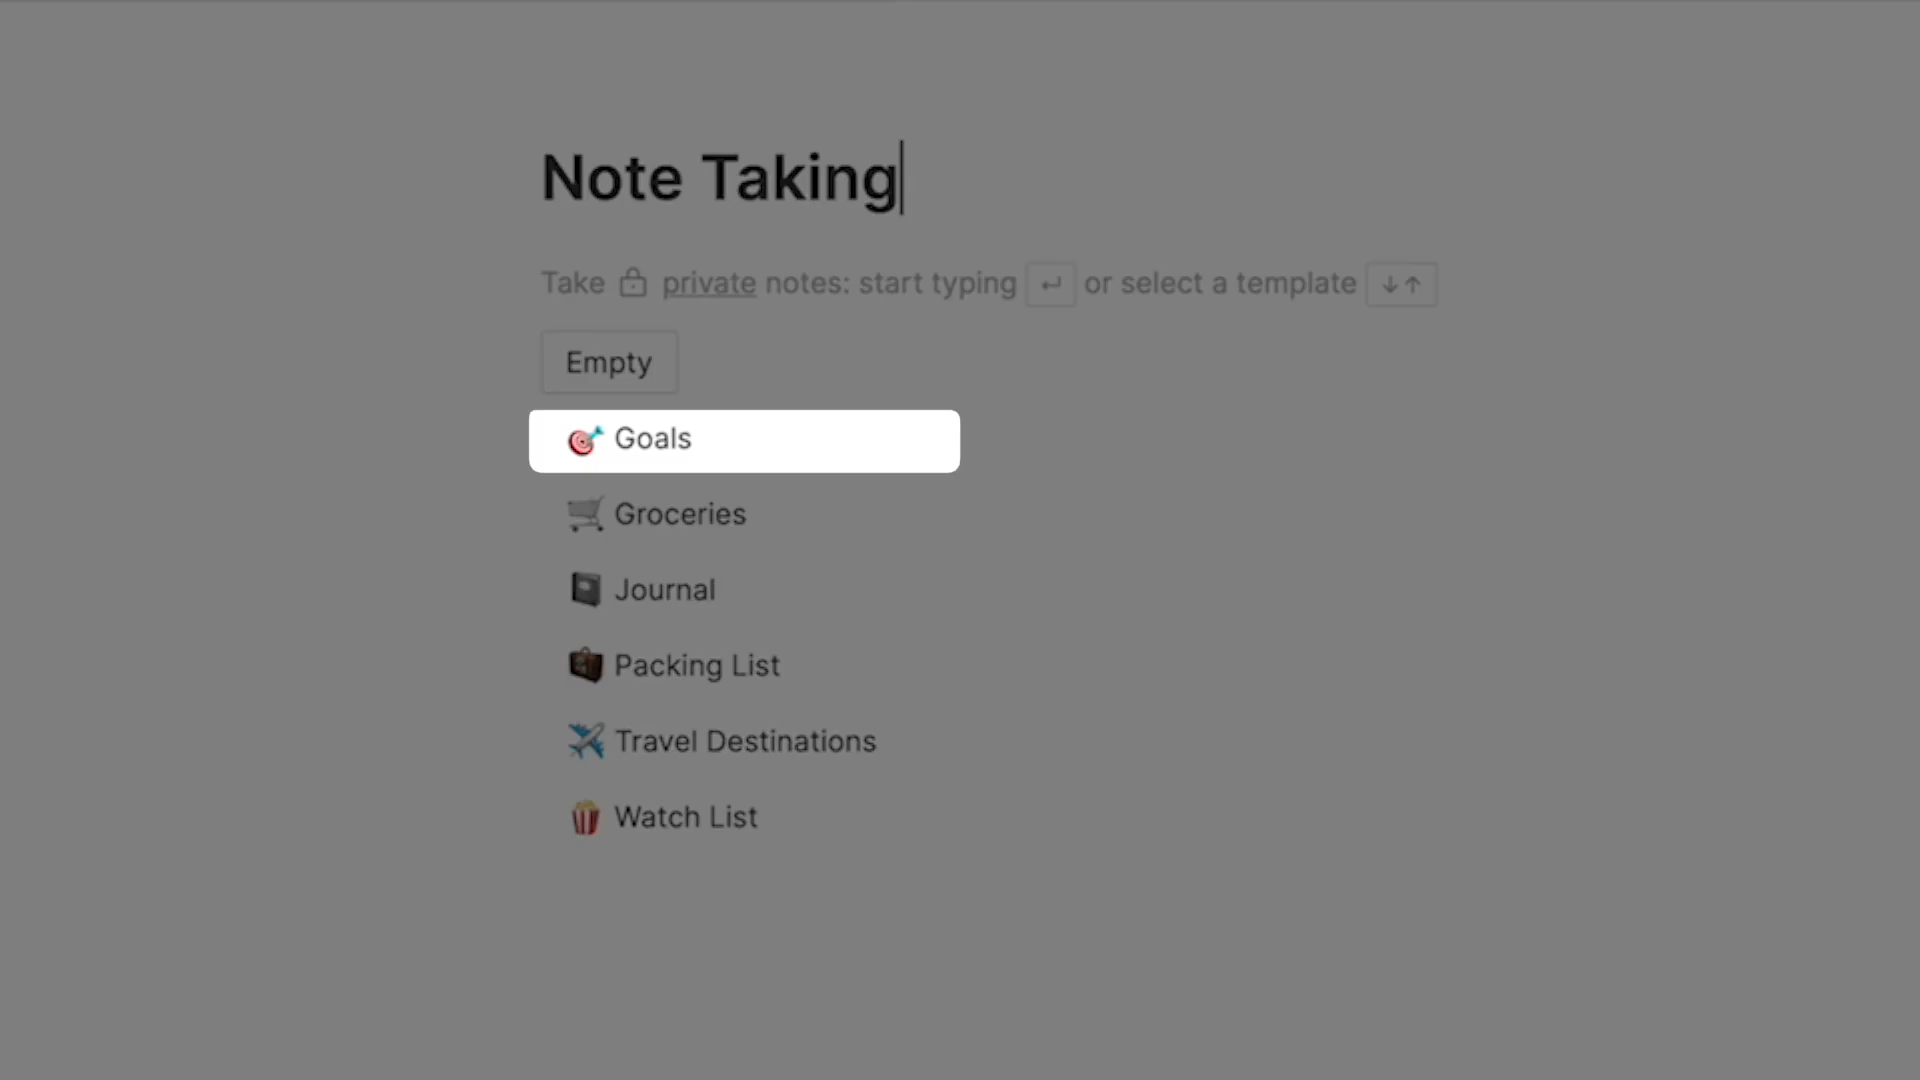 Note Taking
Take private notes: start typing ↵ or select a template ↓↑
Empty
Goals
Groceries
Journal
Packing List
Travel Destinations
Watch List